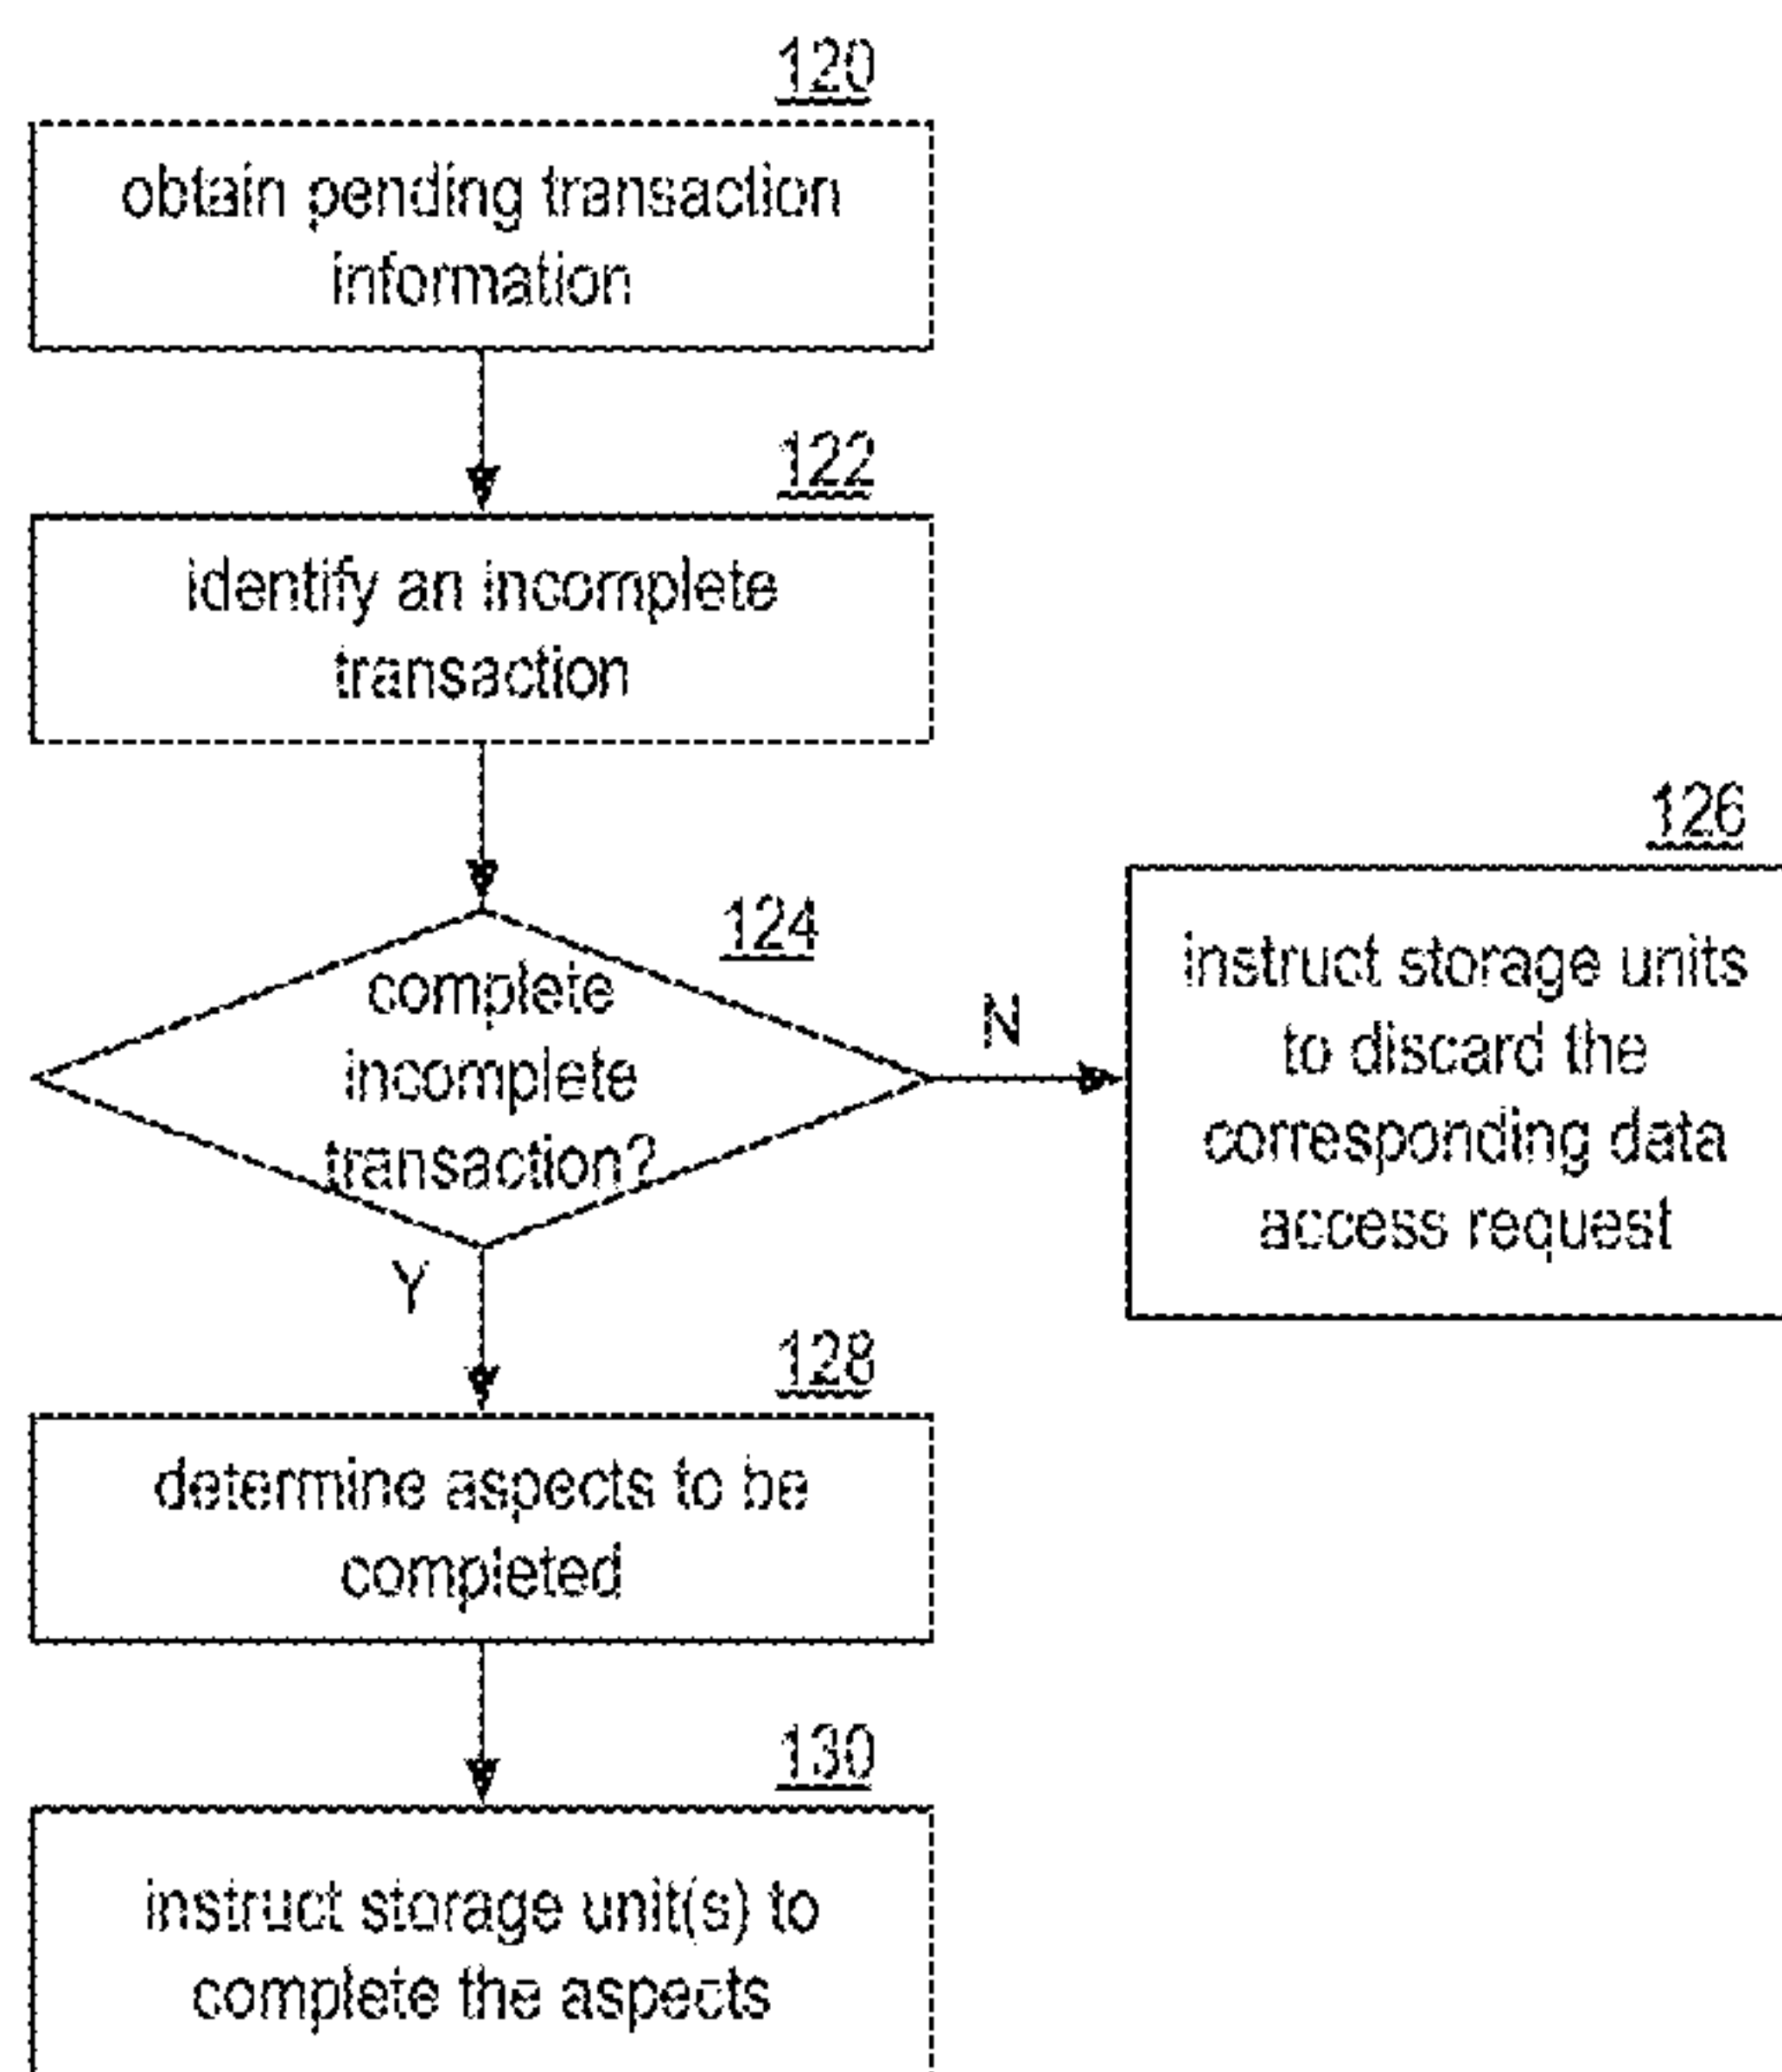 120
obtain pending transaction
information
122
identify an incomplete
transaction
124
complete
incomplete
transaction?
N
126
instruct storage units
to discard the
corresponding data
access request
Y
128
determine aspects to be
completed
130
instruct storage unit(s) to
complete the aspects